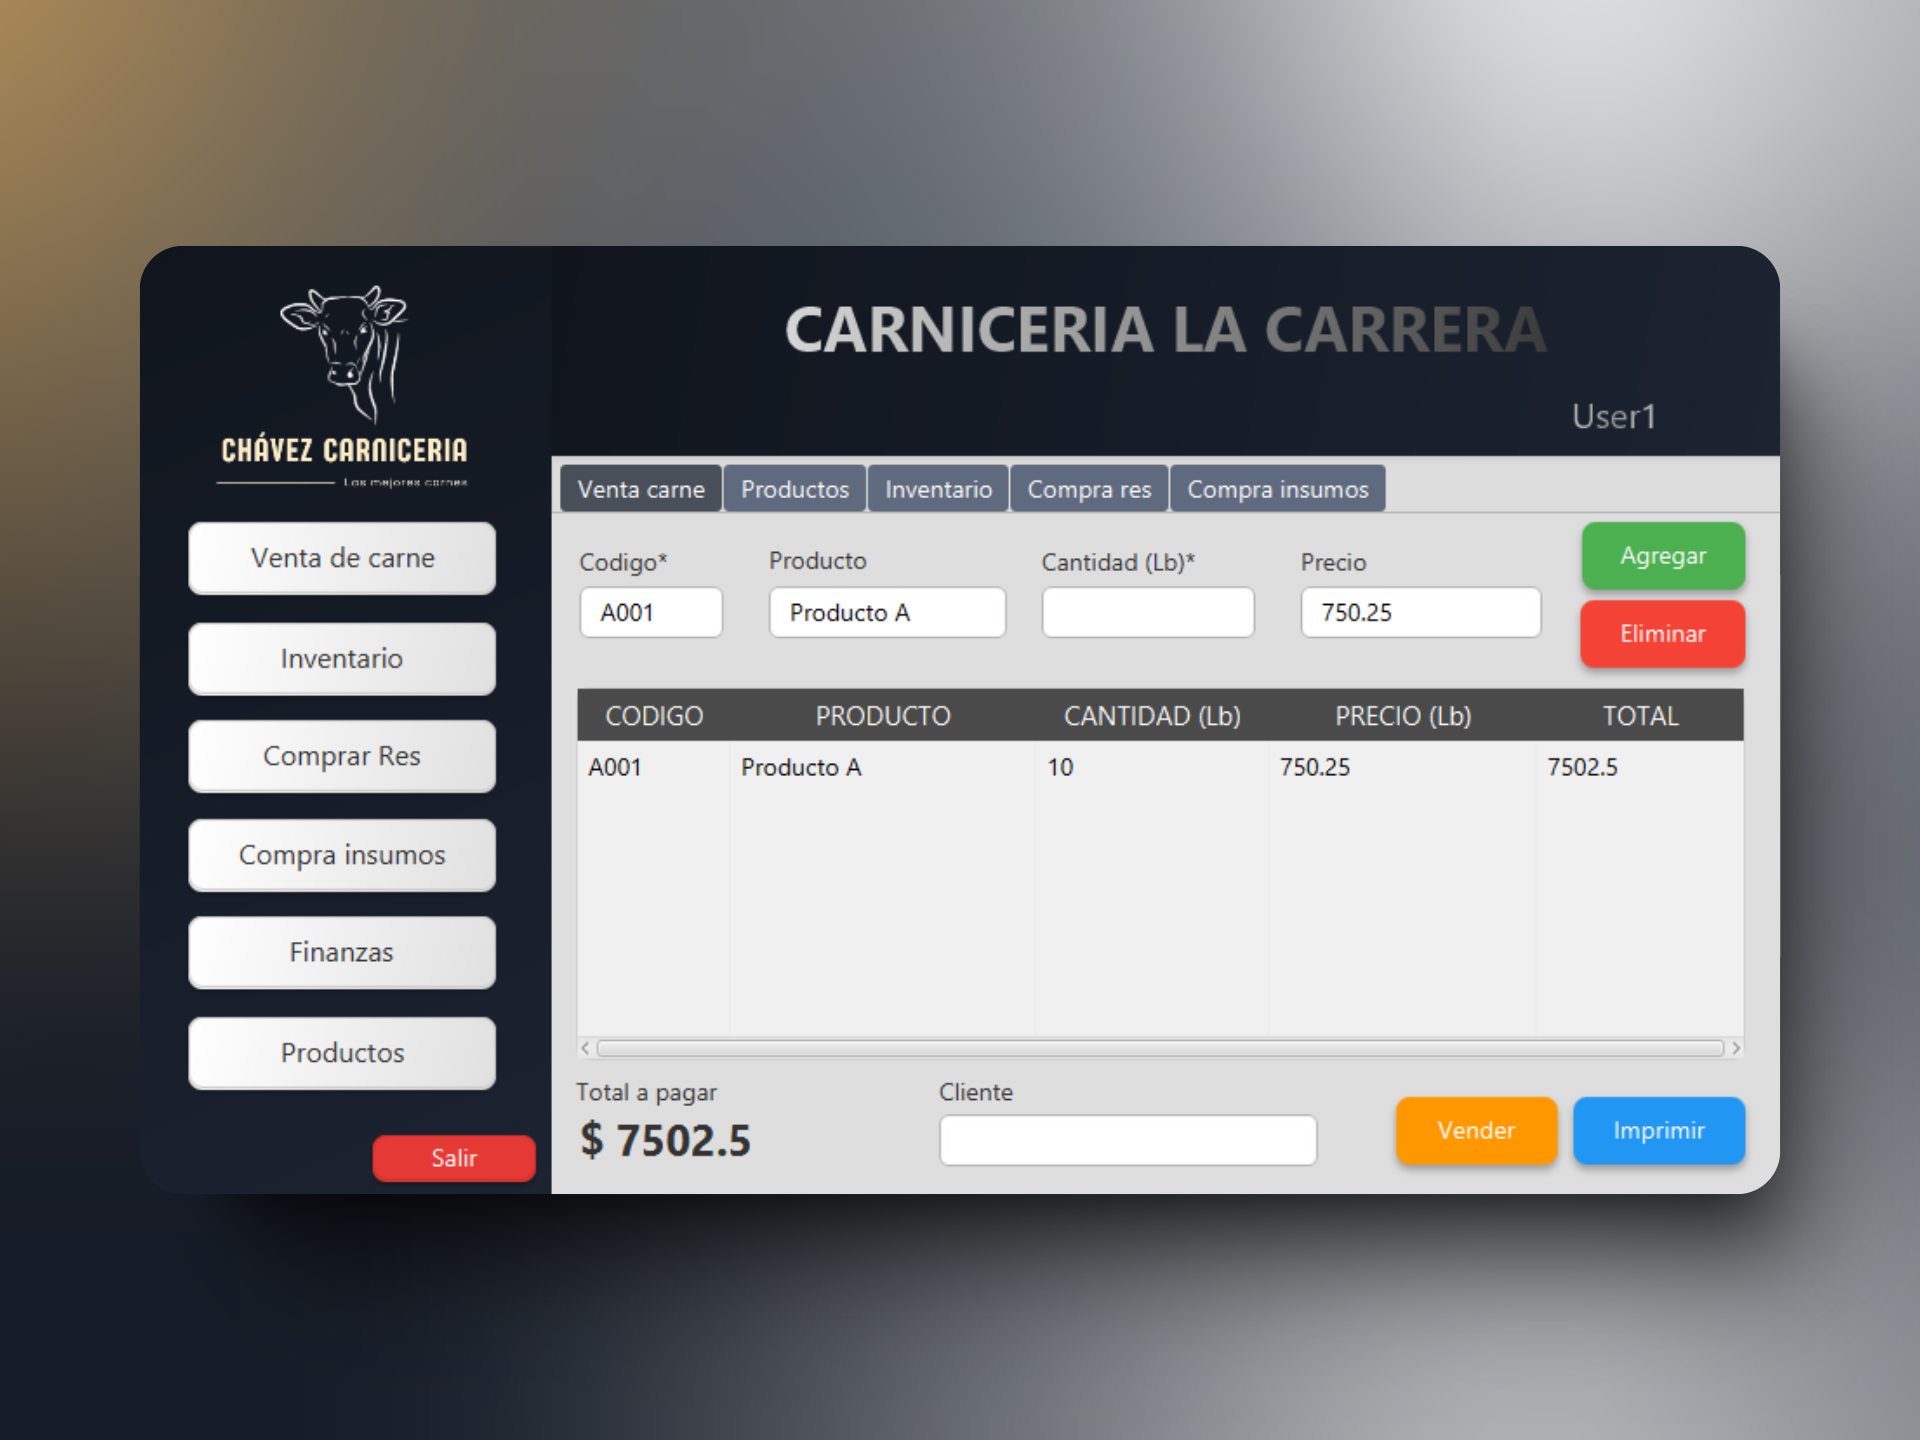 CHÁVEZ CARNICERIA
Las mejores carnes
Venta de carne
Inventario
Comprar Res
Compra insumos
Finanzas
Productos
Salir
CARNICERIA LA CARRERA
User1
Venta carne Productos Inventario Compra res Compra insumos
Codigo* Producto Cantidad (Lb)* Precio
A001 Producto A 750.25
Agregar
Eliminar
CODIGO PRODUCTO CANTIDAD (Lb) PRECIO (Lb) TOTAL
A001 Producto A 10 750.25 7502.5
Total a pagar Cliente
$ 7502.5
Vender Imprimir